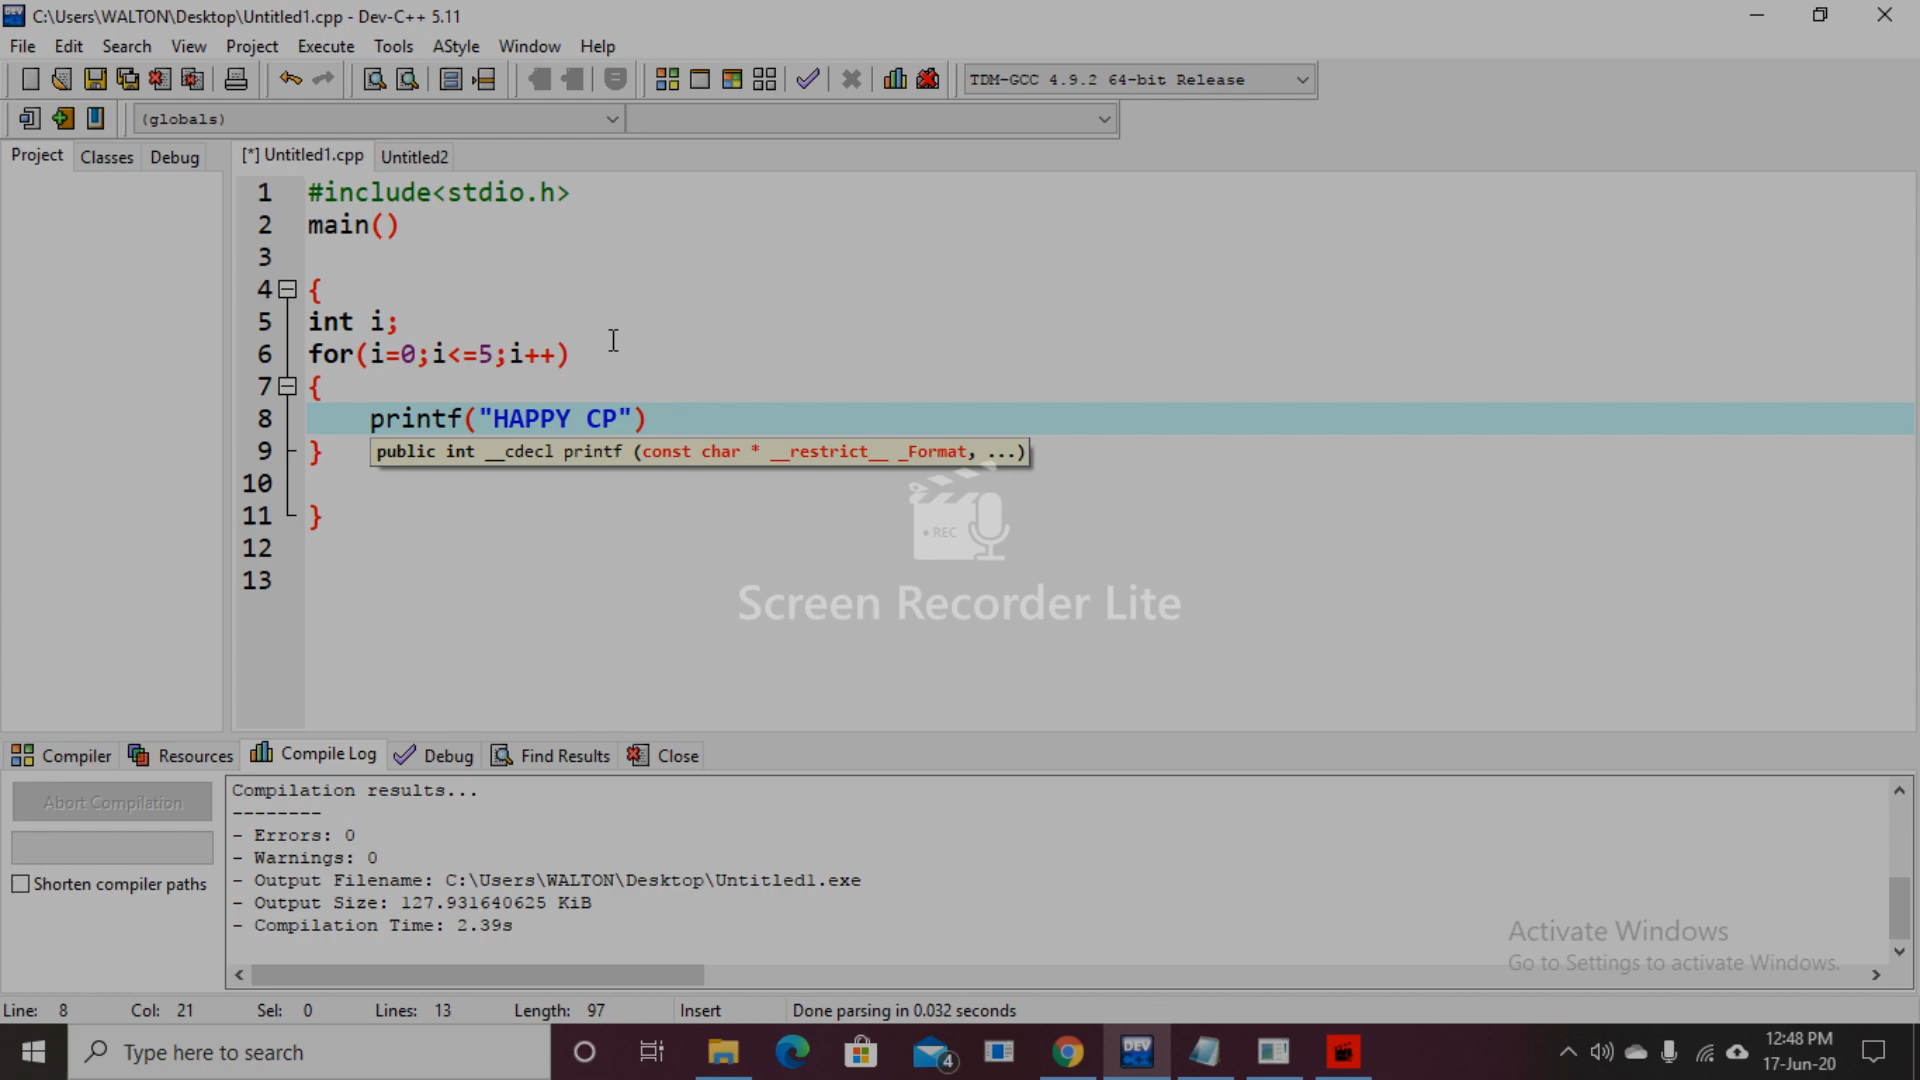 C:\Users\WALTON\Desktop\Untitled1.cpp - Dev-C++ 5.11
File Edit Search View Project Execute Tools AStyle Window Help
TDM-GCC 4.9.2 64-bit Release
(globals)
Project Classes Debug
[*] Untitled1.cpp Untitled2
1 #include<stdio.h>
2 main()
3
4 {
5 int i;
6 for(i=0;i<=5;i++)
7 {
8 printf("HAPPY CP")
9 }
public int __cdecl printf (const char * __restrict__ _Format, ...)
10
11 }
12
13
REC
Screen Recorder Lite
Compiler Resources Compile Log Debug Find Results Close
Abort Compilation
Shorten compiler paths
Compilation results...
--------
- Errors: 0
- Warnings: 0
- Output Filename: C:\Users\WALTON\Desktop\Untitled1.exe
- Output Size: 127.931640625 KiB
- Compilation Time: 2.39s
Activate Windows
Go to Settings to activate Windows.
Line: 8 Col: 21 Sel: 0 Lines: 13 Length: 97 Insert Done parsing in 0.032 seconds
Type here to search
4
DEV
12:48 PM
17-Jun-20